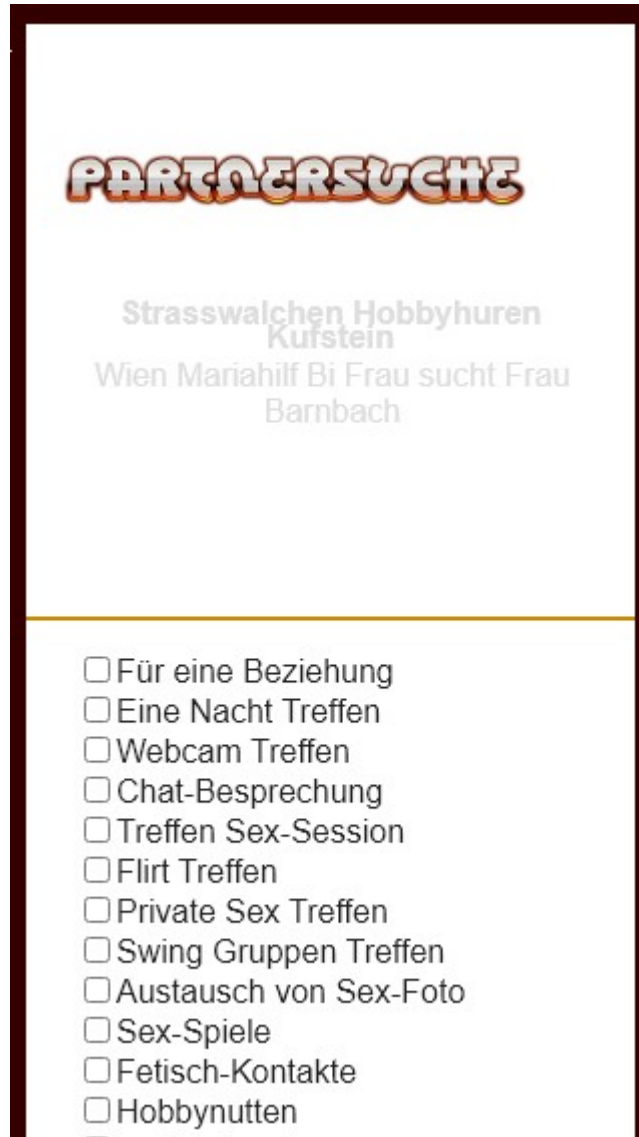 PARTNERSUCHE
Strasswalchen Hobbyhuren
Kufstein
Wien Mariahilf Bi Frau sucht Frau
Barnbach
Für eine Beziehung
Eine Nacht Treffen
Webcam Treffen
Chat-Besprechung
Treffen Sex-Session
Flirt Treffen
Private Sex Treffen
Swing Gruppen Treffen
Austausch von Sex-Foto
Sex-Spiele
Fetisch-Kontakte
Hobbynutten